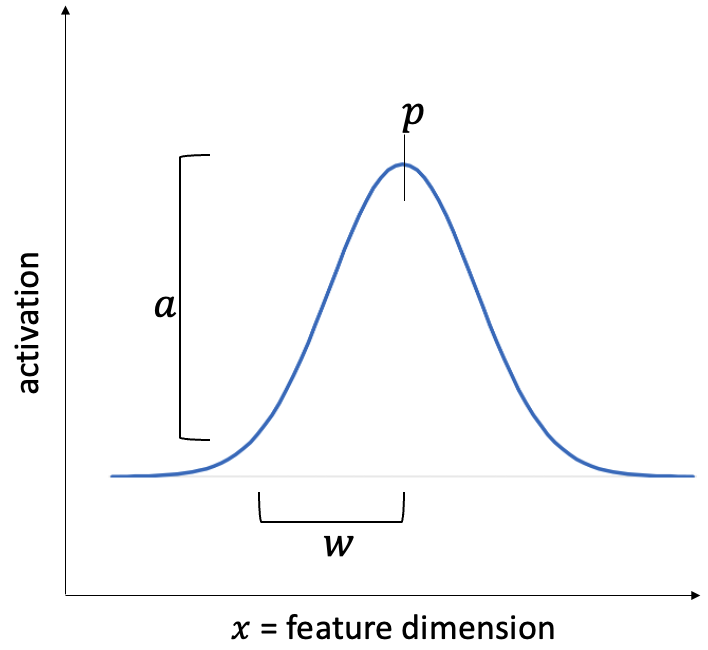 p
a
activation
w
x = feature dimension